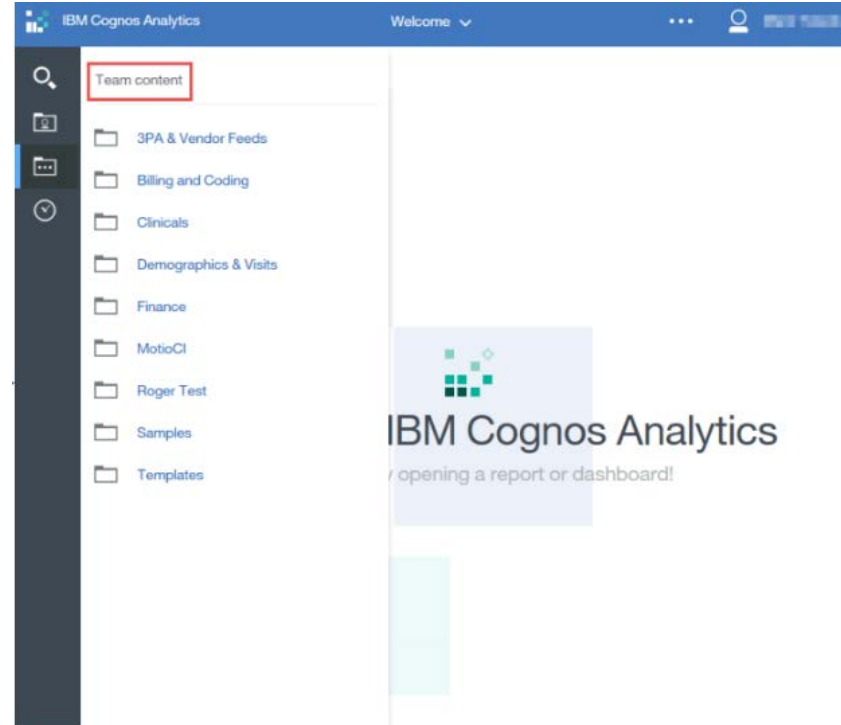 IBM Cognos Analytics
Welcome
Team content
3PA & Vendor Feeds
Billing and Coding
Clinicals
Demographics & Visits
Finance
MotioCI
Roger Test
Samples
Templates
IBM Cognos Analytics
opening a report or dashboard!